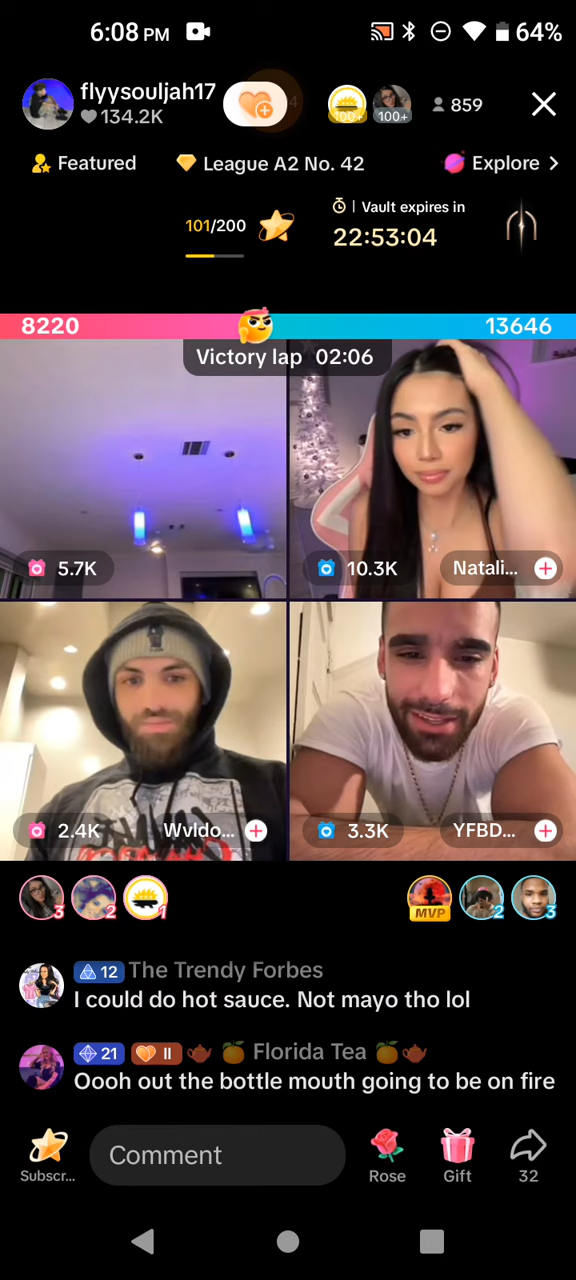 6:08 PM 64%
flyysouljah17
134.2K
100+ 100+ 859
Featured League A2 No. 42 Explore
101/200 Vault expires in
22:53:04
8220 13646
Victory lap 02:06
5.7K 10.3K Natali...
2.4K Wvldo... 3.3K YFBD...
3 2 1 MVP 2 3
12 The Trendy Forbes
I could do hot sauce. Not mayo tho lol
21 II Florida Tea
Oooh out the bottle mouth going to be on fire
Comment
Subscr... Rose Gift 32